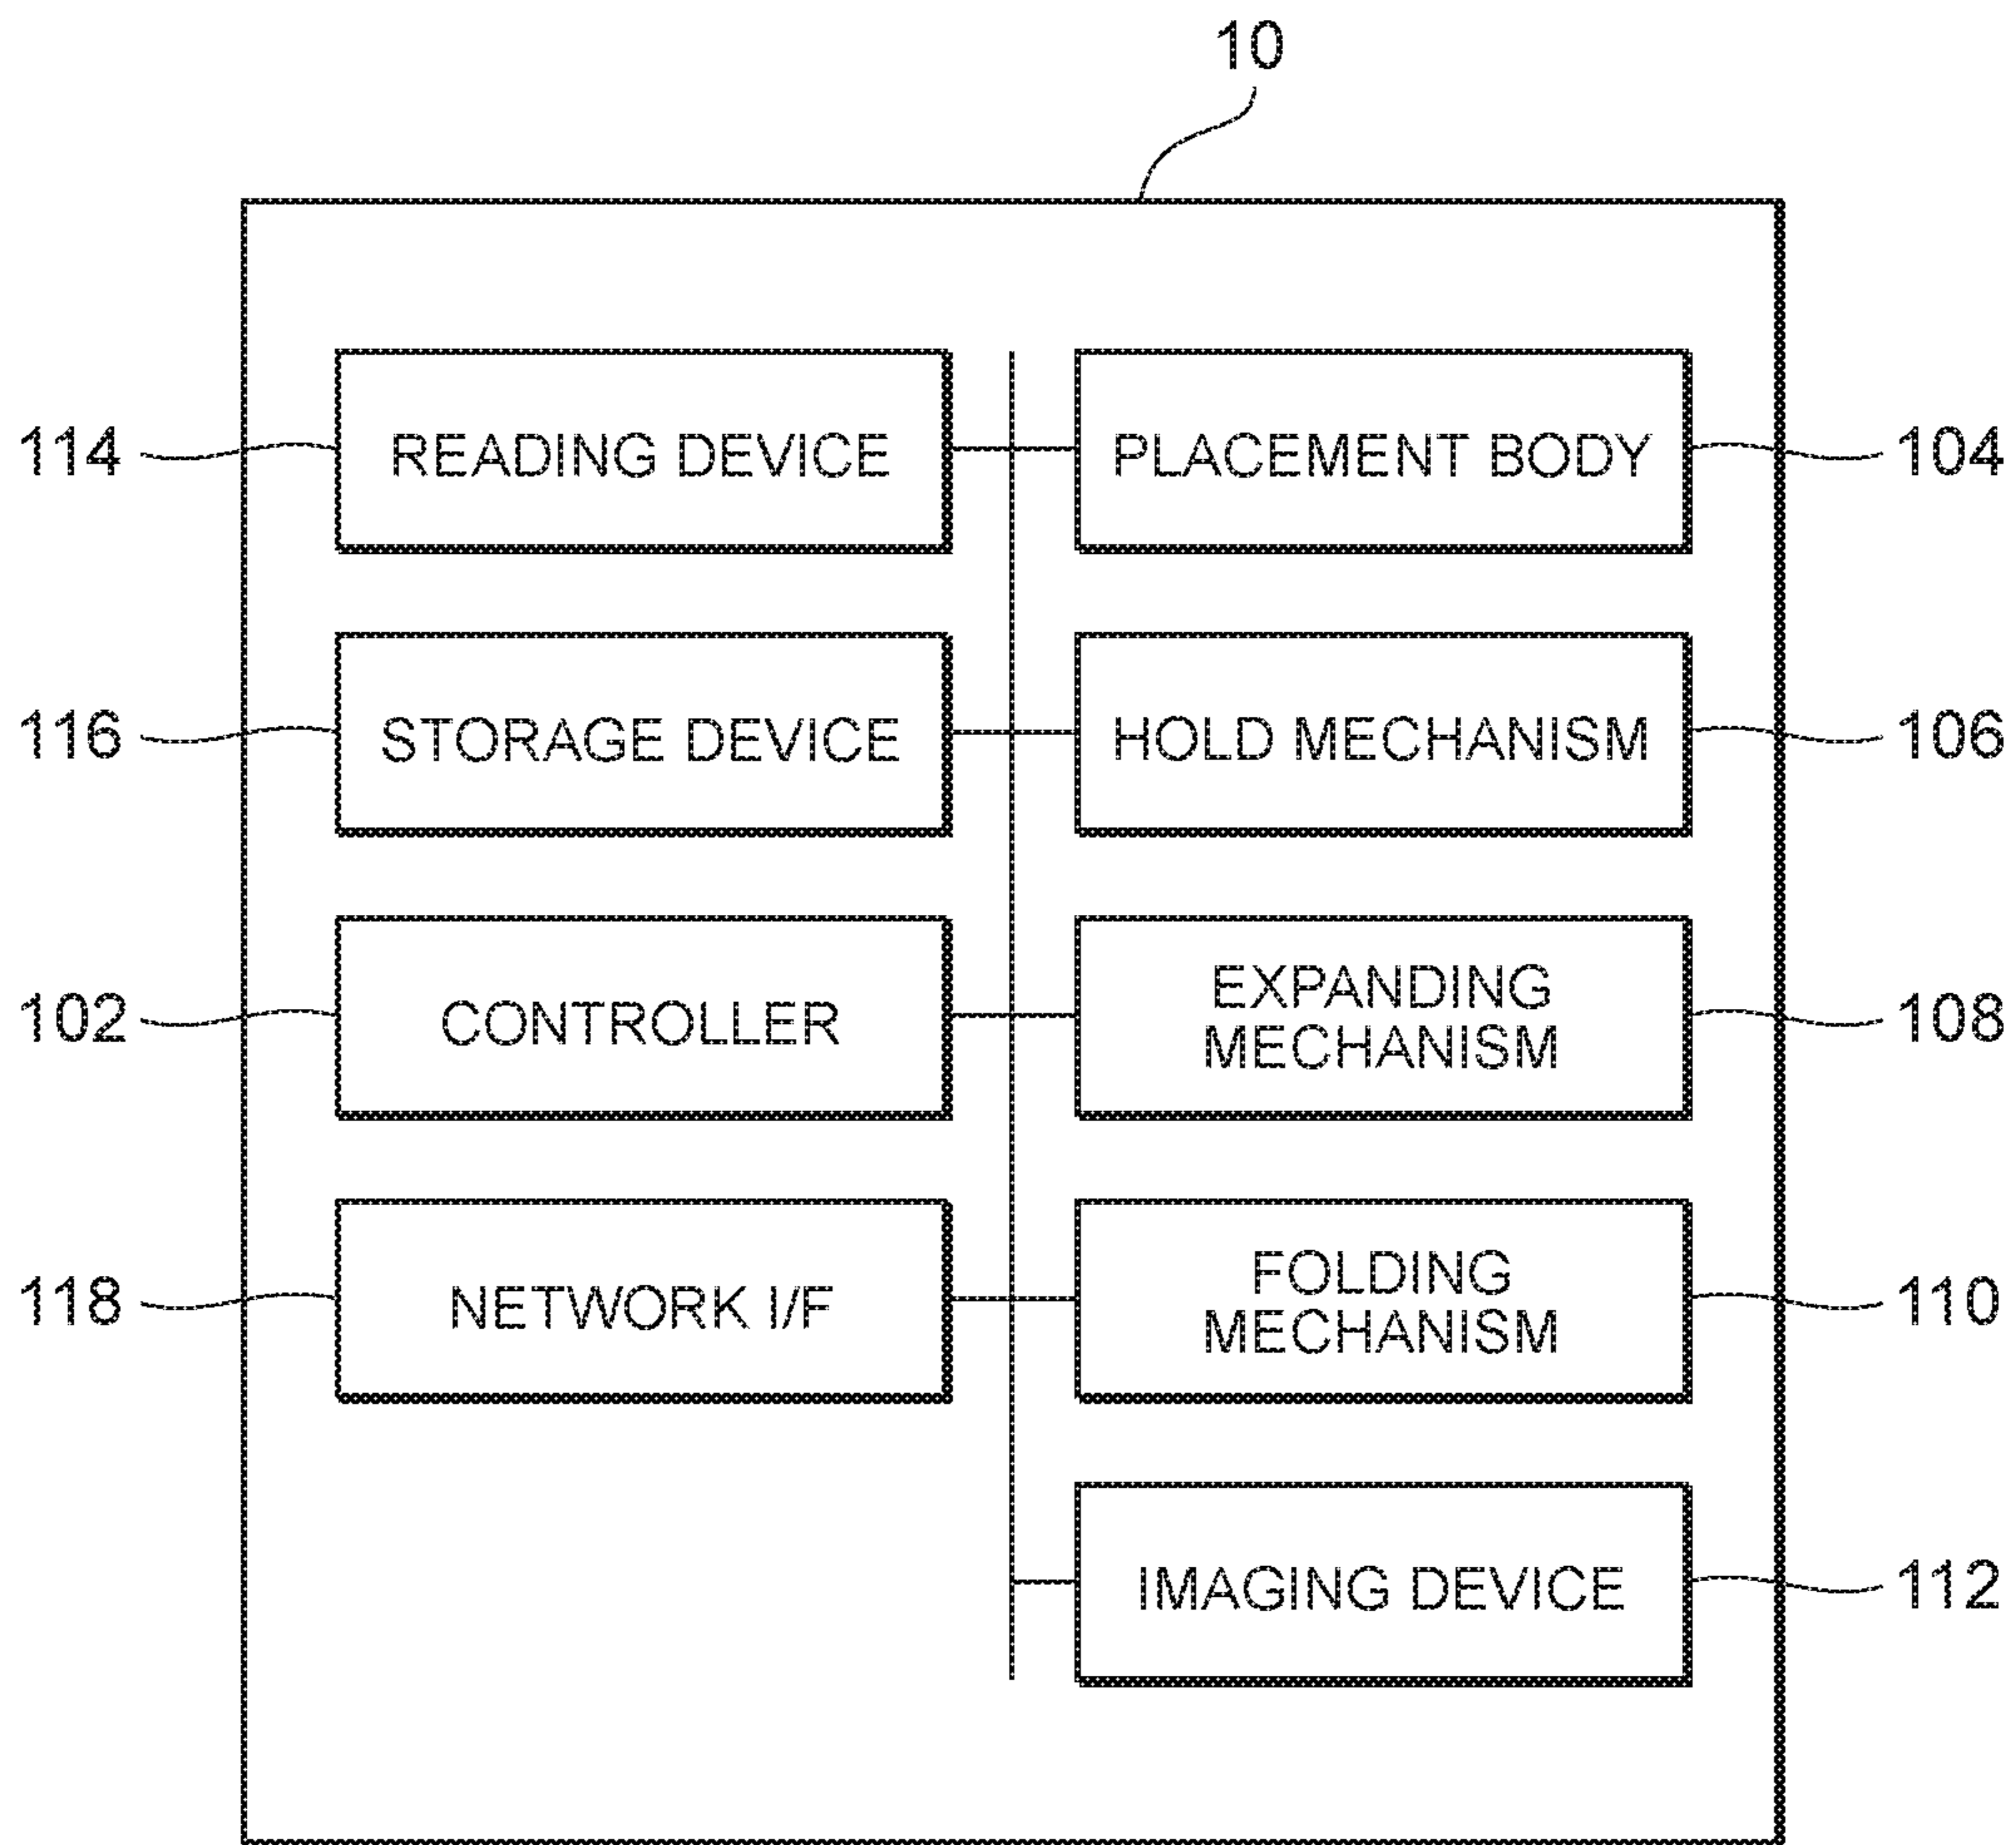 10
114
READING DEVICE
PLACEMENT BODY
104
116
STORAGE DEVICE
HOLD MECHANISM
106
102
CONTROLLER
EXPANDING
MECHANISM
108
118
NETWORK I/F
FOLDING
MECHANISM
110
IMAGING DEVICE
112